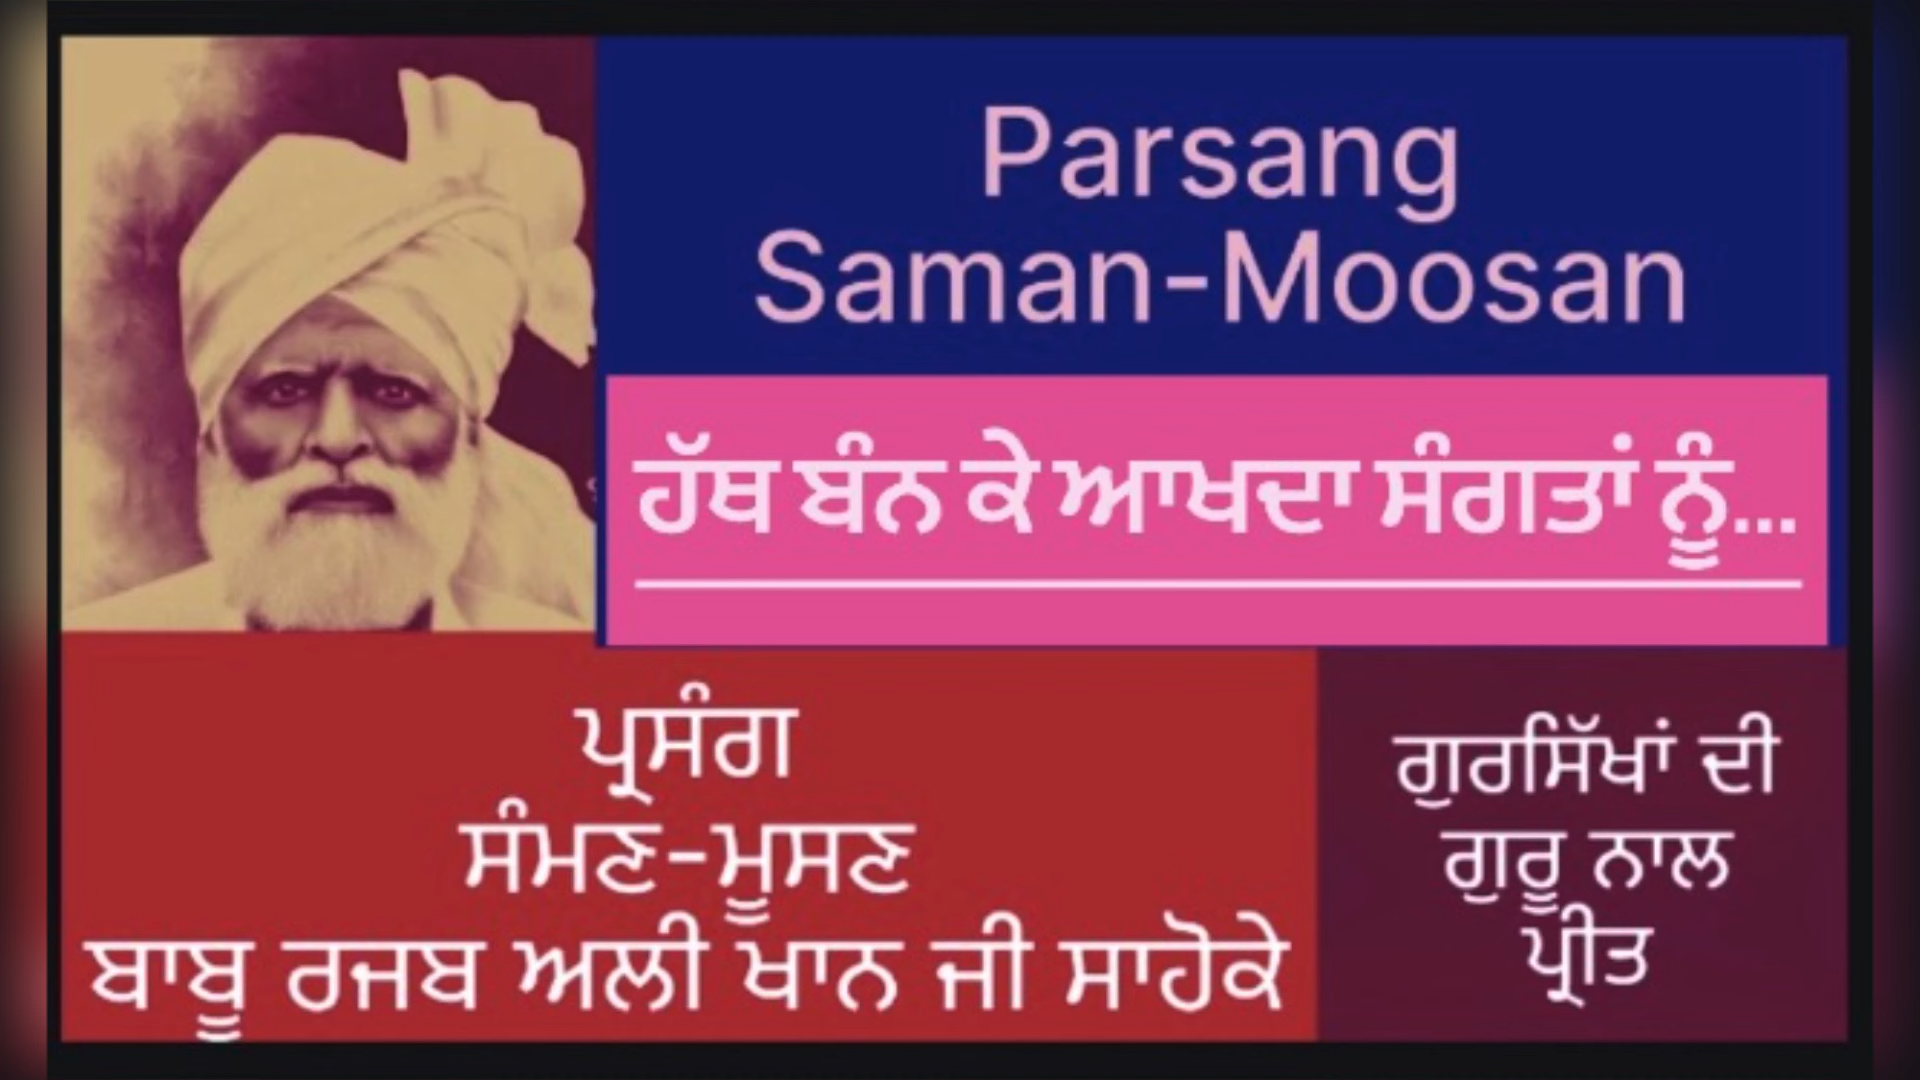 Parsang
Saman-Moosan
ਹੱਥ ਬੰਨ ਕੇ ਆਖਦਾ ਸੰਗਤਾਂ ਨੂੰ...
ਪ੍ਰਸੰਗ
ਸੰਮਣ-ਮੂਸਣ
ਬਾਬੂ ਰਜਬ ਅਲੀ ਖਾਨ ਜੀ ਸਾਹੋਕੇ
ਗੁਰਸਿੱਖਾਂ ਦੀ
ਗੁਰੂ ਨਾਲ
ਪ੍ਰੀਤ